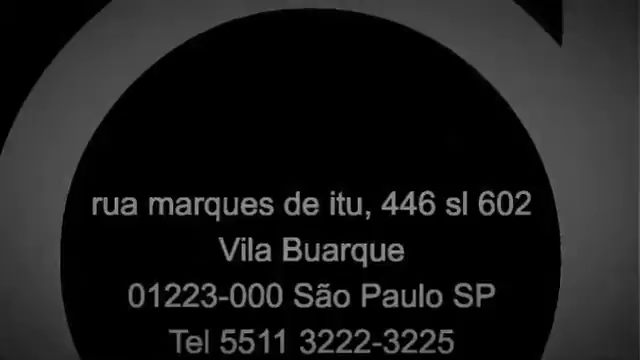 rua marques de itu, 446 sl 602
Vila Buarque
01223-000 São Paulo SP
Tel 5511 3222-3225